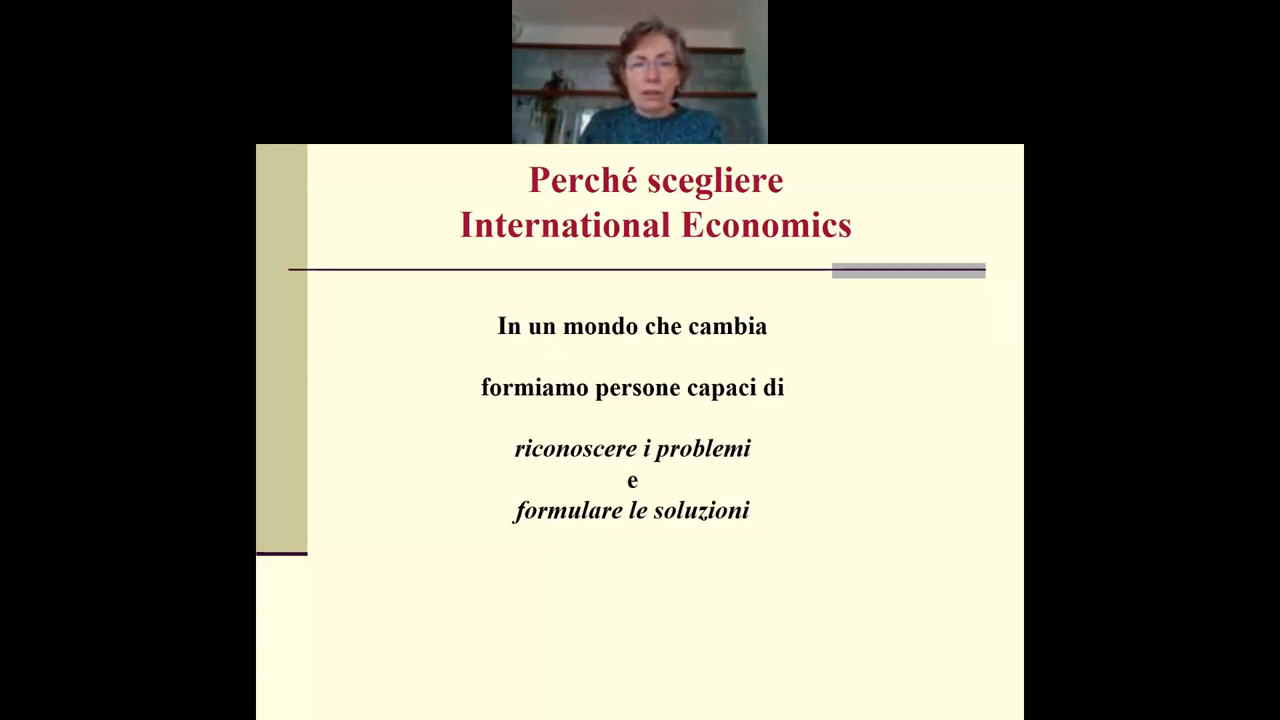 Perché scegliere
International Economics
In un mondo che cambia
formiamo persone capaci di
riconoscere i problemi
e
formulare le soluzioni